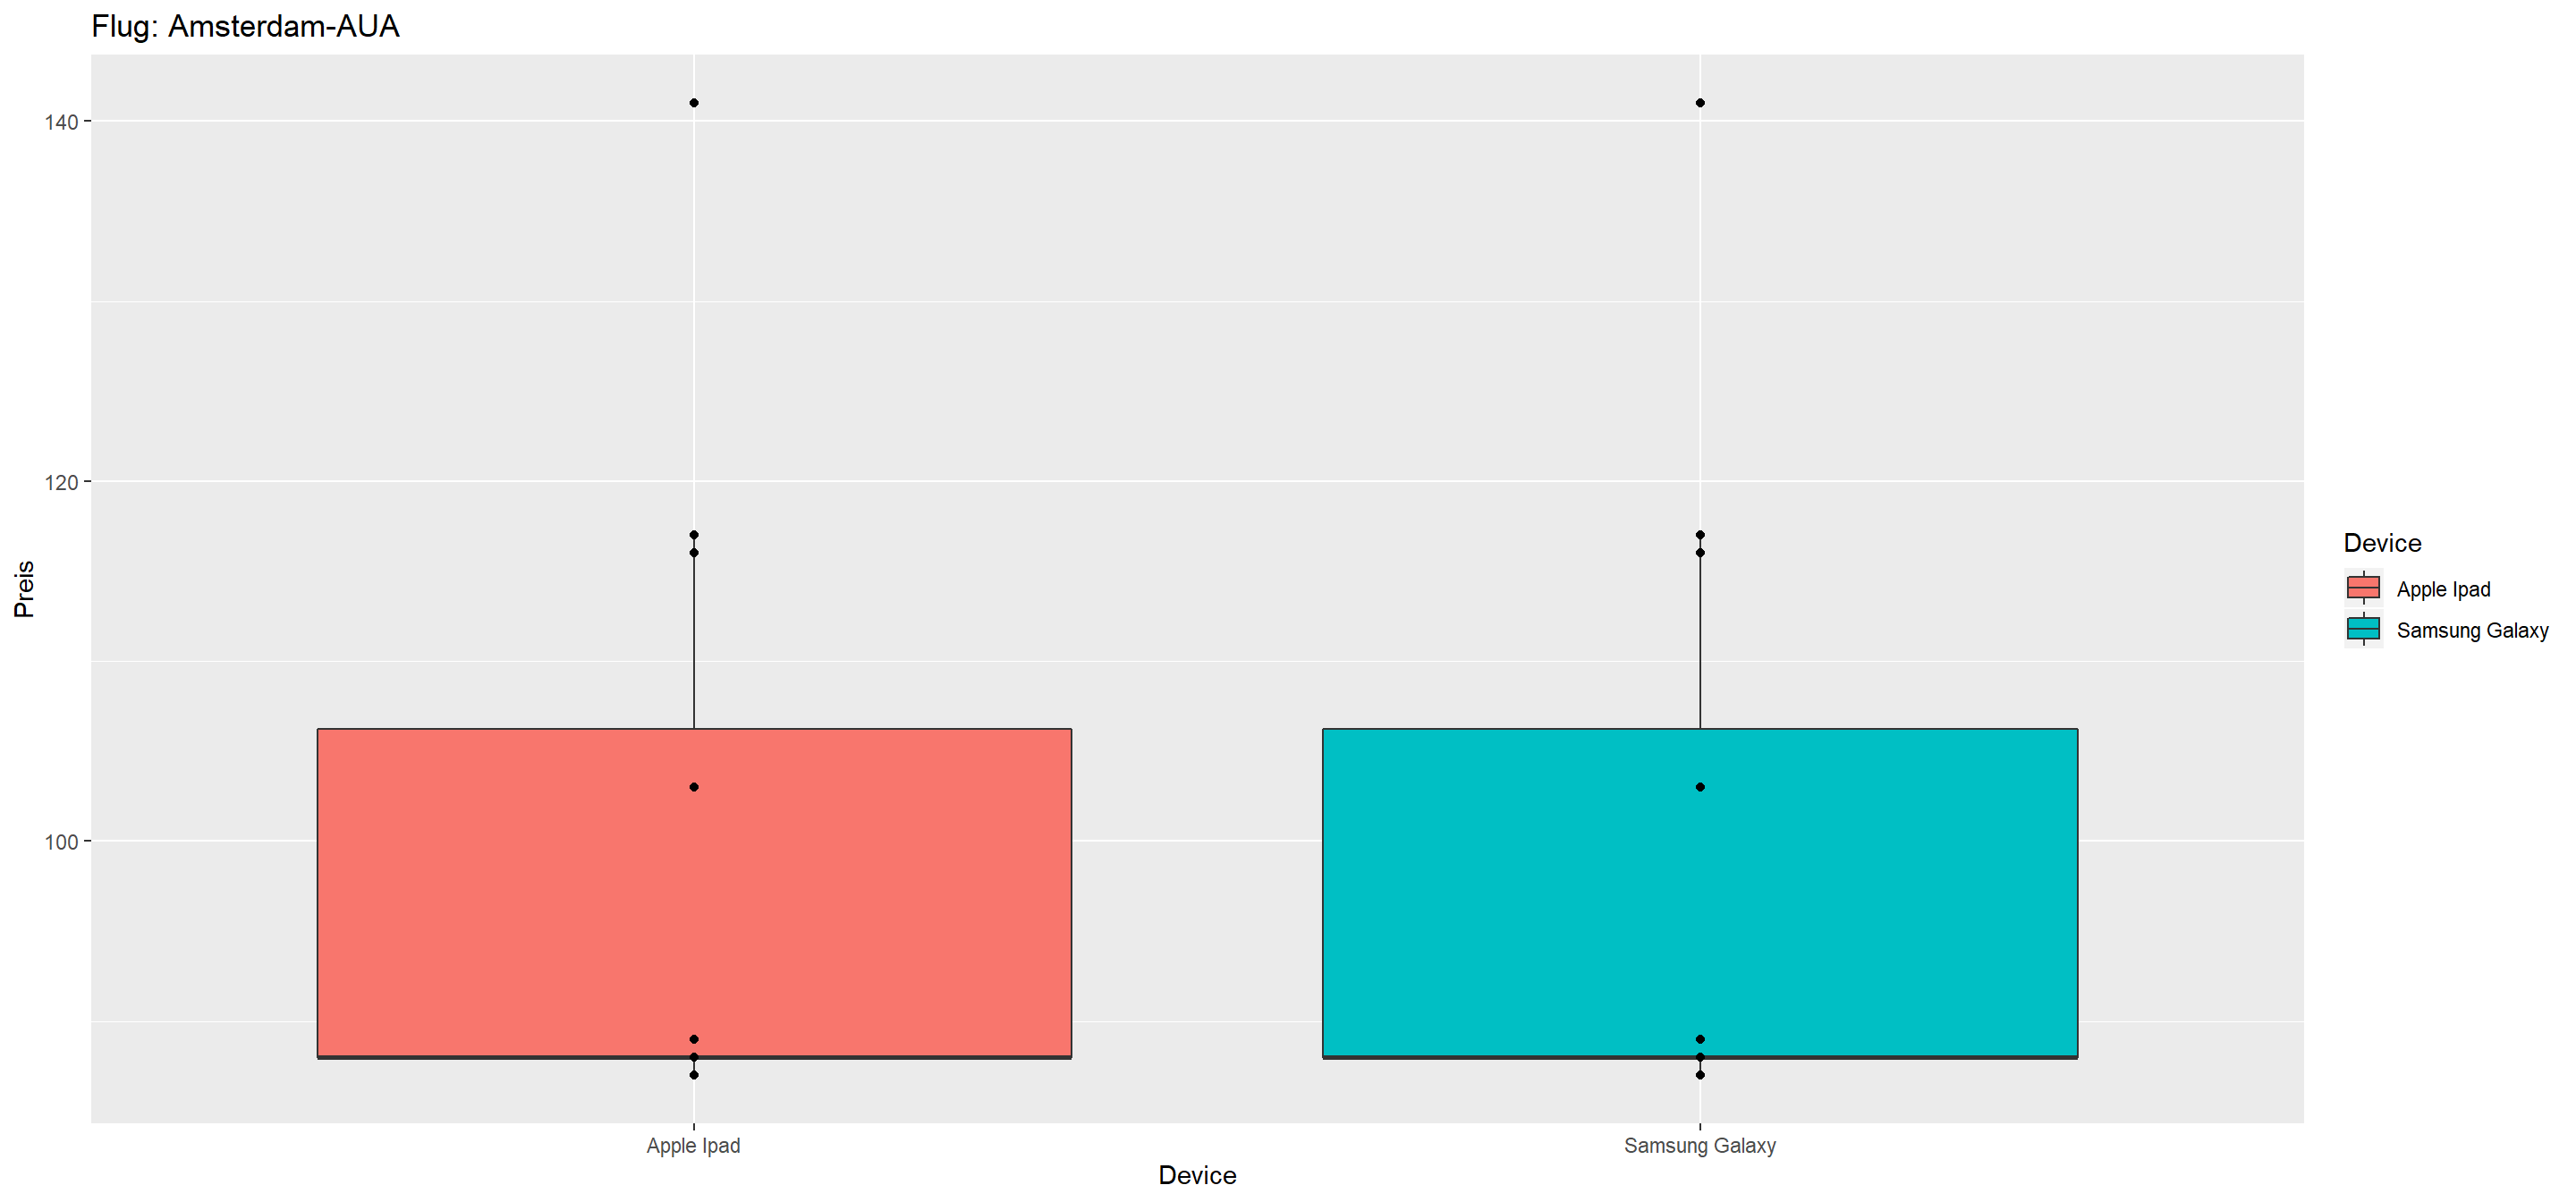 Flug: Amsterdam-AUA
140
120
100
Preis
Apple Ipad
Samsung Galaxy
Device
Device
Apple Ipad
Samsung Galaxy